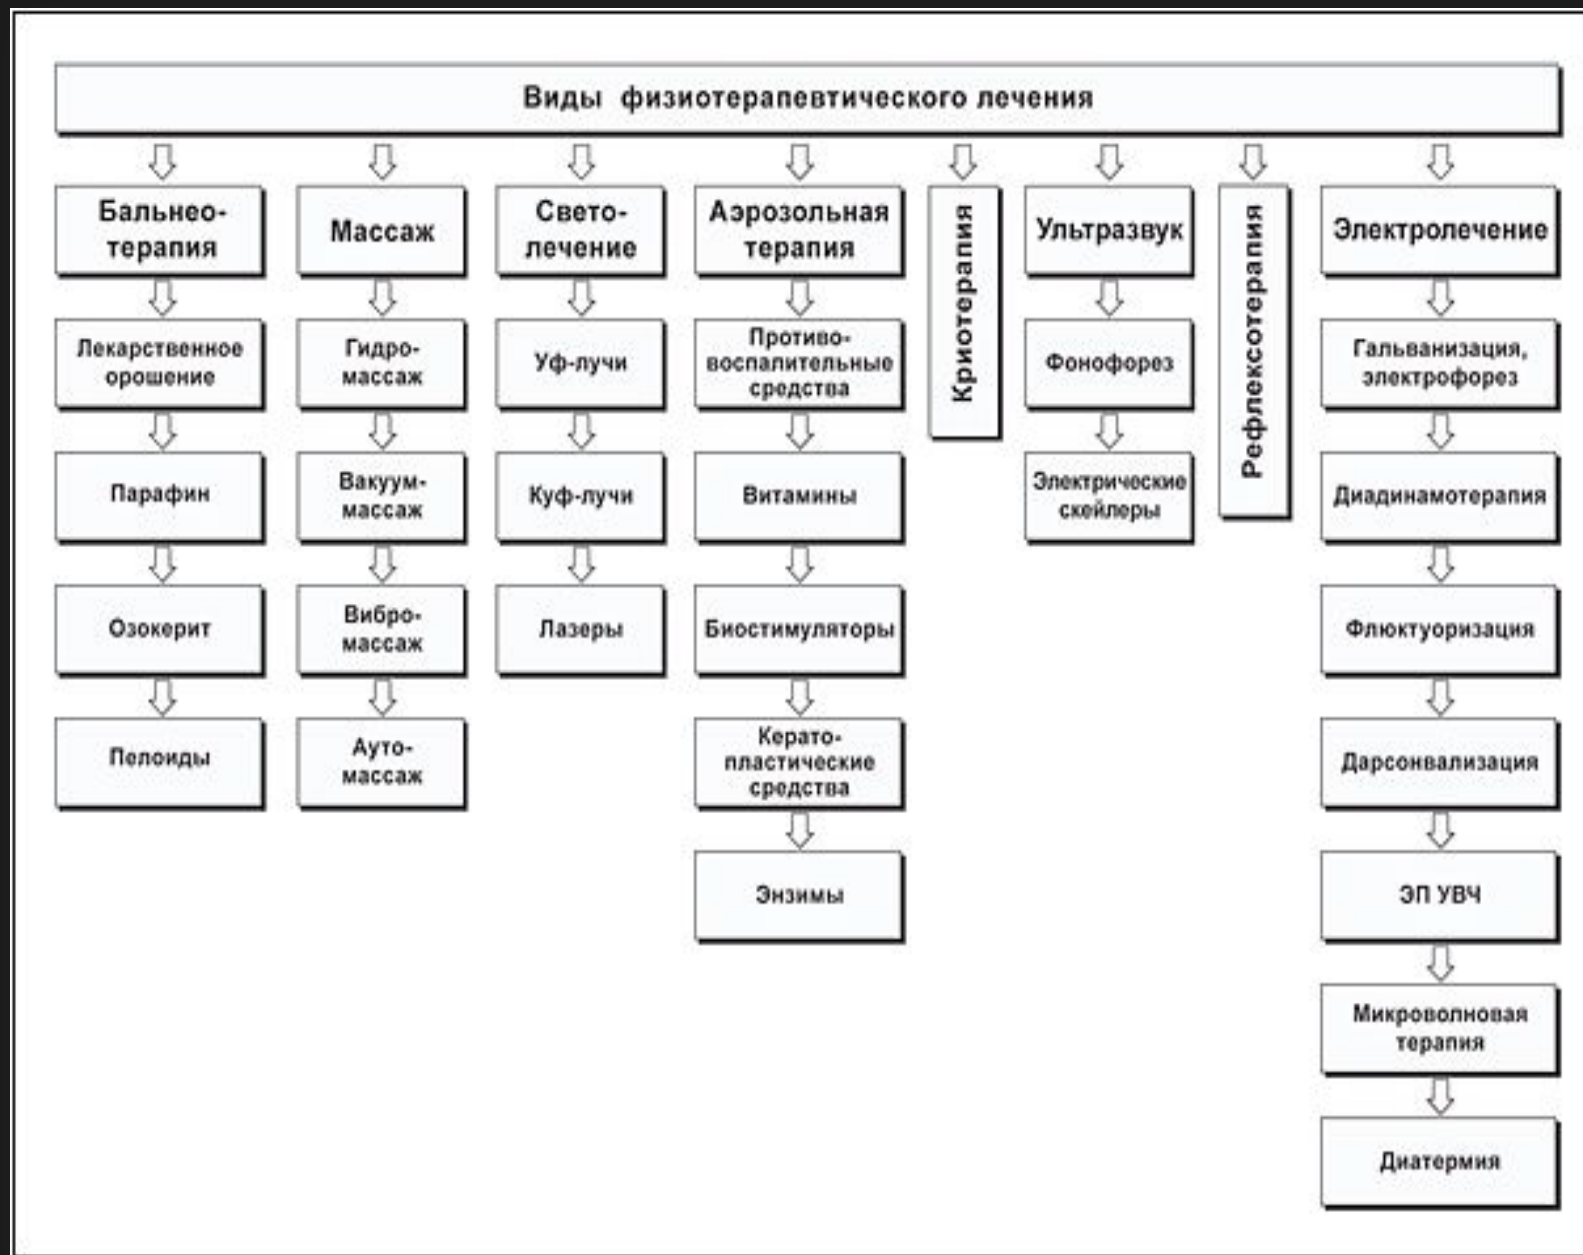 Виды физиотерапевтического лечения
Бальнео-
терапия
Лекарственное
орошение
Парафин
Озокерит
Пелоиды
Массаж
Гидро-
массаж
Вакуум-
массаж
Вибро-
массаж
Ауто-
массаж
Свето-
лечение
Уф-лучи
Куф-лучи
Лазеры
Аэрозольная
терапия
Противо-
воспалительные
средства
Витамины
Биостимуляторы
Керато-
пластические
средства
Энзимы
Криотерапия
Ультразвук
Фонофорез
Электрические
скейлеры
Рефлексотерапия
Электролечение
Гальванизация,
электрофорез
Диадинамотерапия
Флюктуоризация
Дарсонвализация
ЭП УВЧ
Микроволновая
терапия
Диатермия